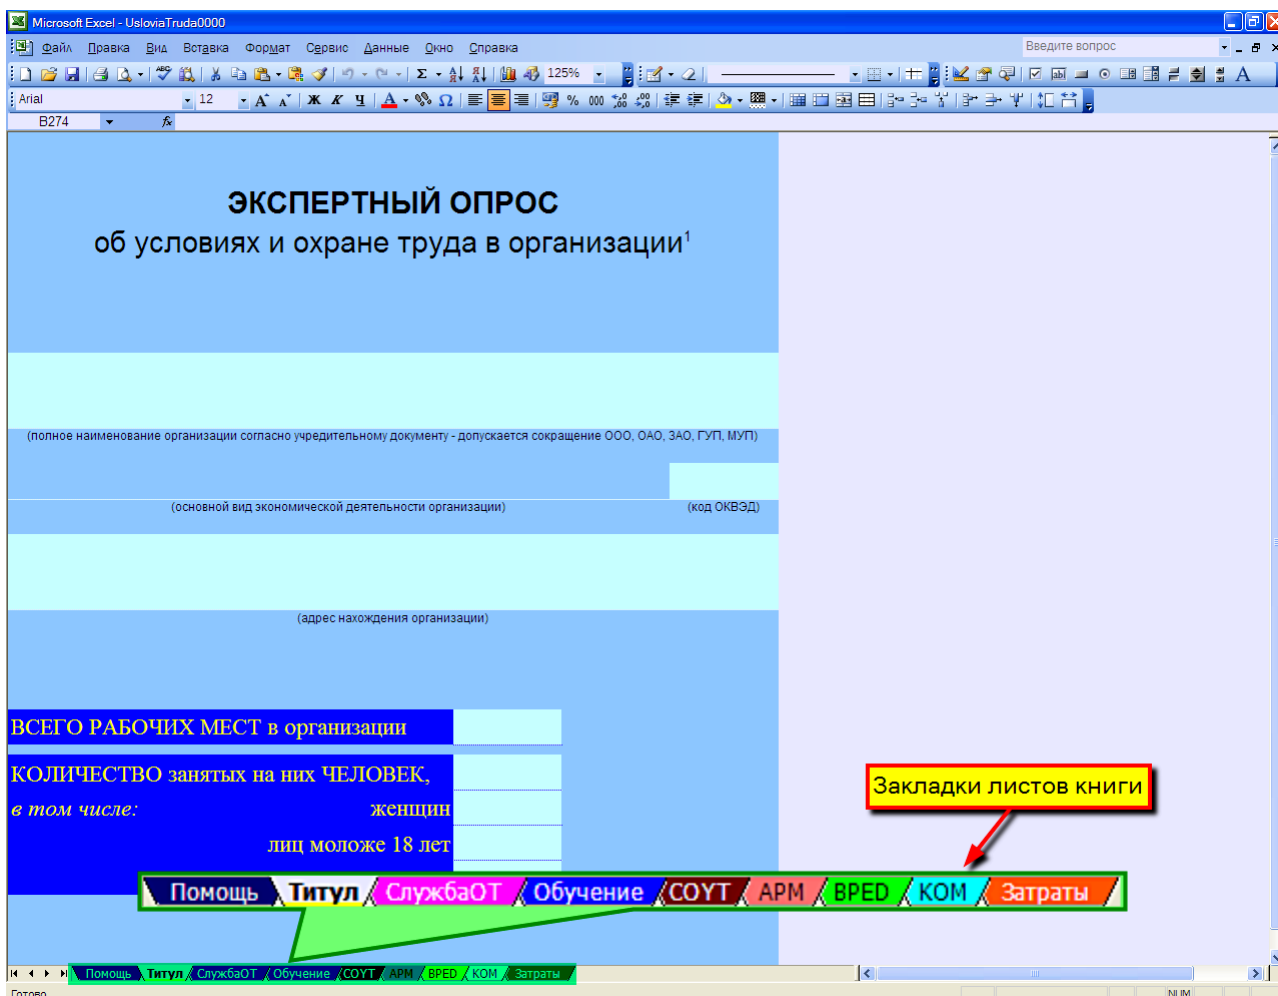 Microsoft Excel - UsloviaTruda0000
Файл Правка Вид Вставка Формат Сервис Данные Окно Справка Введите вопрос
125%
Arial 12 Ж К Ч % 000
B274 fx
ЭКСПЕРТНЫЙ ОПРОС
об условиях и охране труда в организации¹
(полное наименование организации согласно учредительному документу - допускается сокращение ООО, ОАО, ЗАО, ГУП, МУП)
(основной вид экономической деятельности организации) (код ОКВЭД)
(адрес нахождения организации)
ВСЕГО РАБОЧИХ МЕСТ в организации
КОЛИЧЕСТВО занятых на них ЧЕЛОВЕК,
в том числе: женщин
лиц моложе 18 лет
Закладки листов книги
Помощь Титул СлужбаОТ Обучение СОУТ АРМ BPED КОМ Затраты
Помощь Титул СлужбаОТ Обучение СОУТ АРМ BPED КОМ Затраты
Готово NUM